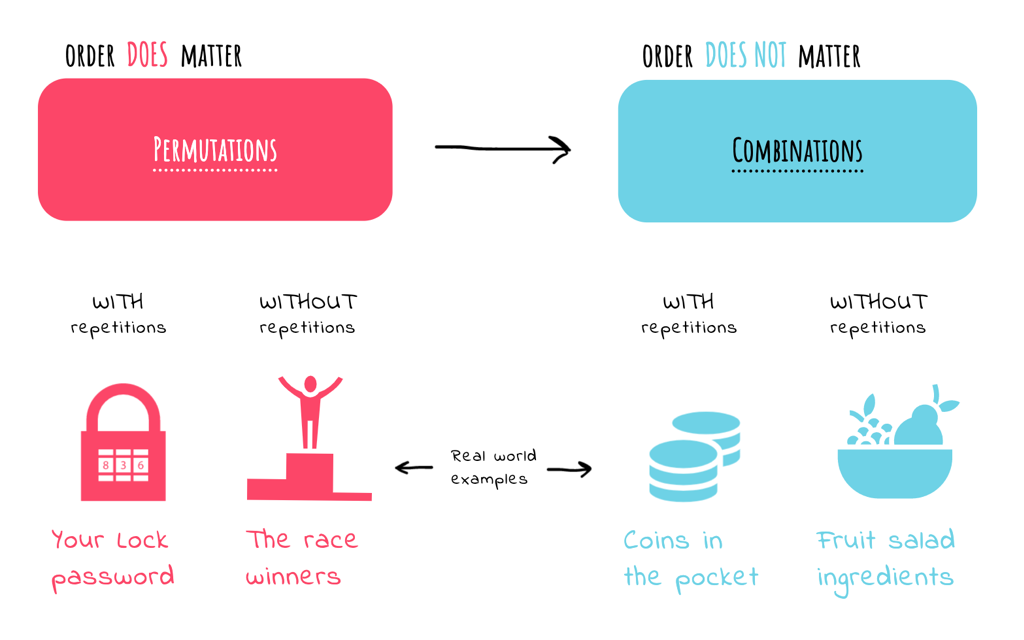 ORDER DOES MATTER
ORDER DOES NOT MATTER
PERMUTATIONS
COMBINATIONS
WITH
repetitions
WITHOUT
repetitions
WITH
repetitions
WITHOUT
repetitions
8 3 6
Real world
examples
Your Lock
password
The race
winners
Coins in
the pocket
Fruit salad
ingredients